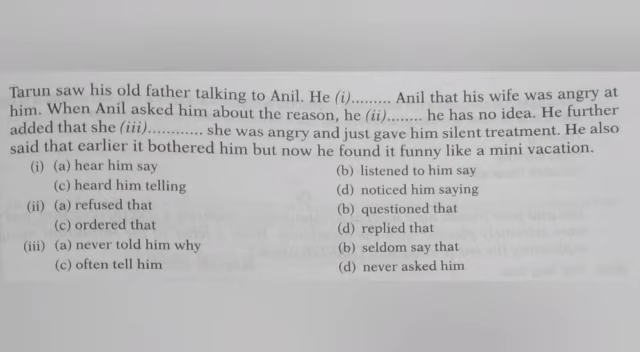 Tarun saw his old father talking to Anil. He (i)......... Anil that his wife was angry at
him. When Anil asked him about the reason, he (ii)........ he has no idea. He further
added that she (iii)............ she was angry and just gave him silent treatment. He also
said that earlier it bothered him but now he found it funny like a mini vacation.
(i) (a) hear him say (b) listened to him say
(c) heard him telling (d) noticed him saying
(ii) (a) refused that (b) questioned that
(c) ordered that (d) replied that
(iii) (a) never told him why (b) seldom say that
(c) often tell him (d) never asked him